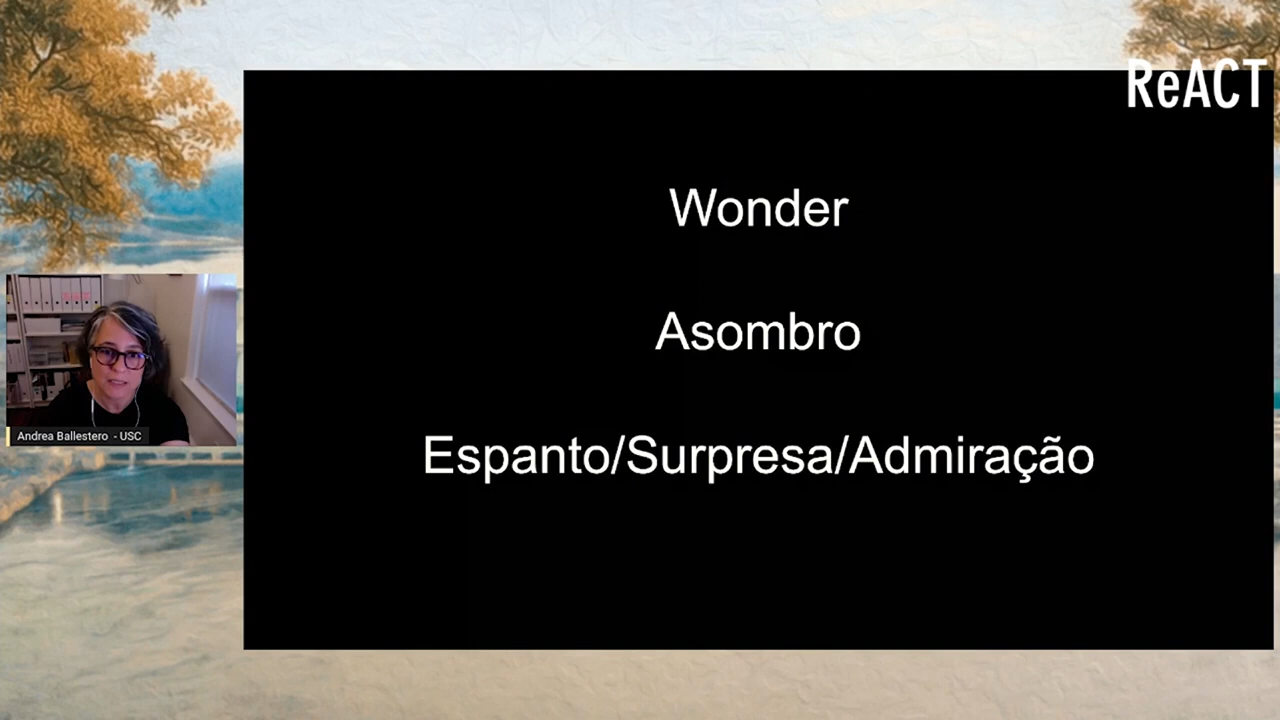 ReACT
Wonder
Asombro
Espanto/Surpresa/Admiração
Andrea Ballestero - USC